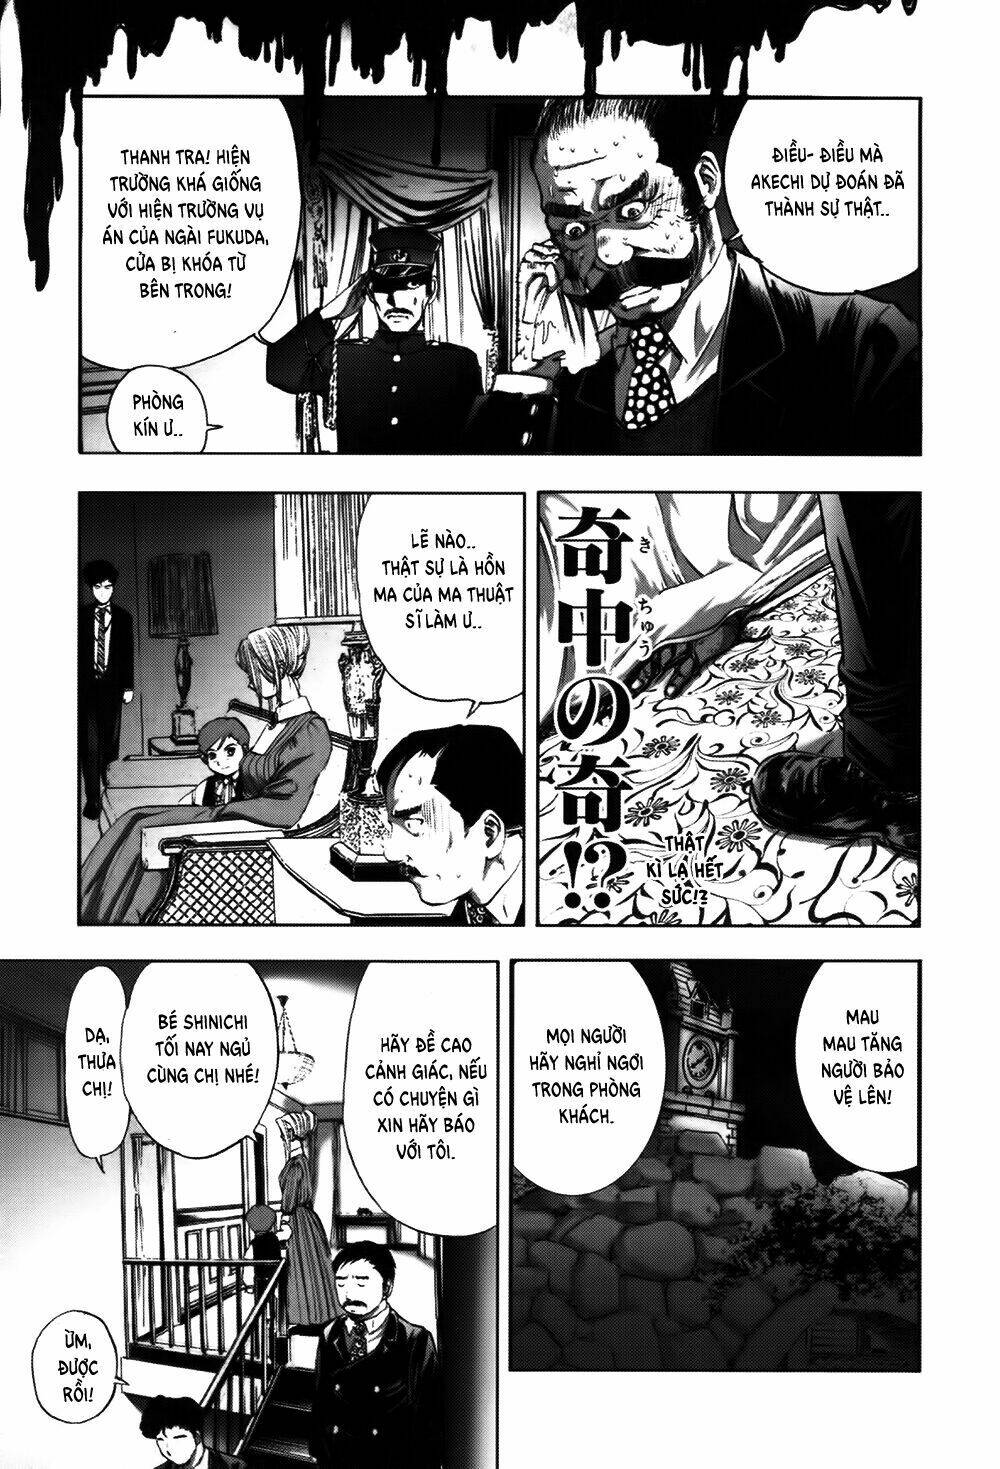 ĐIỀU- ĐIỀU MÀ
AKECHI DỰ ĐOÁN ĐÃ
THÀNH SỰ THẬT..
THANH TRA! HIỆN
TRƯỜNG KHÁ GIỐNG
VỚI HIỆN TRƯỜNG VỤ
ÁN CỦA NGÀI FUKUDA,
CỬA BỊ KHÓA TỪ
BÊN TRONG!
PHÒNG
KÍN Ư..
奇中の奇!?
き
ちゅう
THẬT
KÌ LẠ HẾT
SỨC!?
LẼ NÀO..
THẬT SỰ LÀ HỒN
MA CỦA MA THUẬT
SĨ LÀM Ư..
MAU
MAU TĂNG
NGƯỜI BẢO
VỆ LÊN!
MỌI NGƯỜI
HÃY NGHỈ NGƠI
TRONG PHÒNG
KHÁCH.
HÃY ĐỀ CAO
CẢNH GIÁC, NẾU
CÓ CHUYỆN GÌ
XIN HÃY BÁO
VỚI TÔI.
BÉ SHINICHI
TỐI NAY NGỦ
CÙNG CHỊ NHÉ!
DẠ,
THƯA
CHỊ!
ỪM,
ĐƯỢC
RỒI!